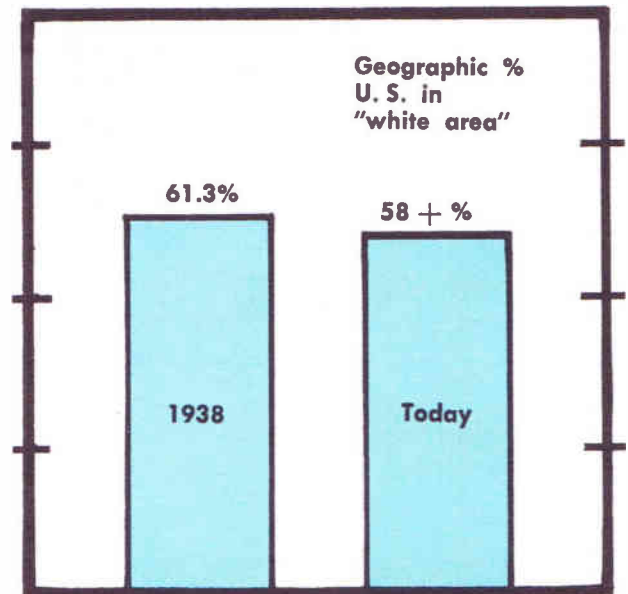 Geographic %
U. S. in
"white area"
61.3%
58 + %
1938
Today